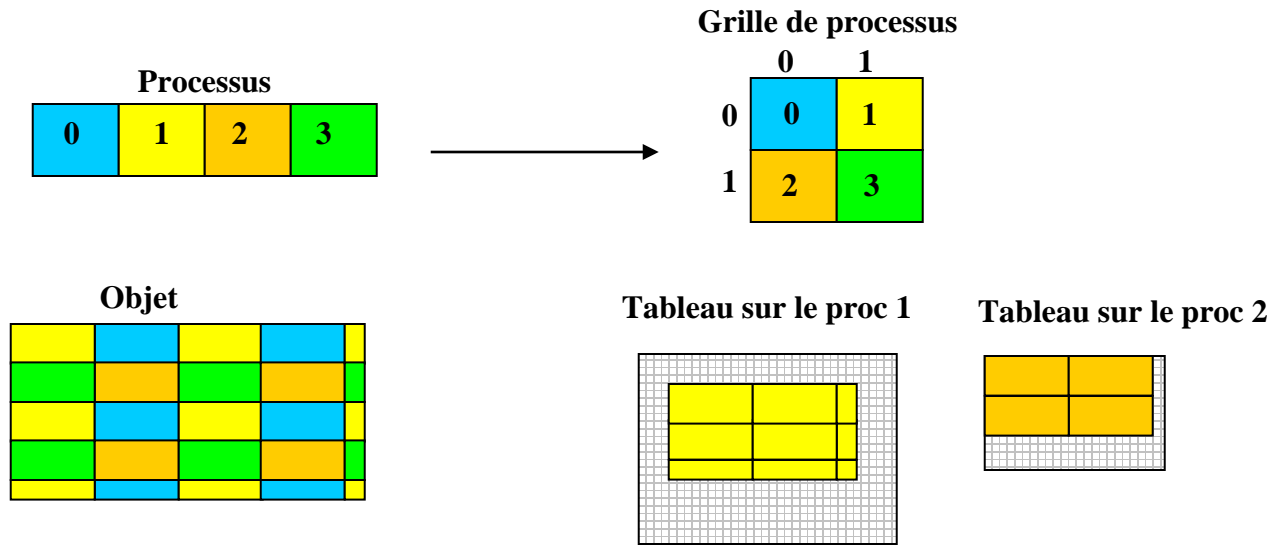 Grille de processus
0 1
Processus
0 1 2 3
0 0 1
1 2 3
Objet
Tableau sur le proc 1
Tableau sur le proc 2